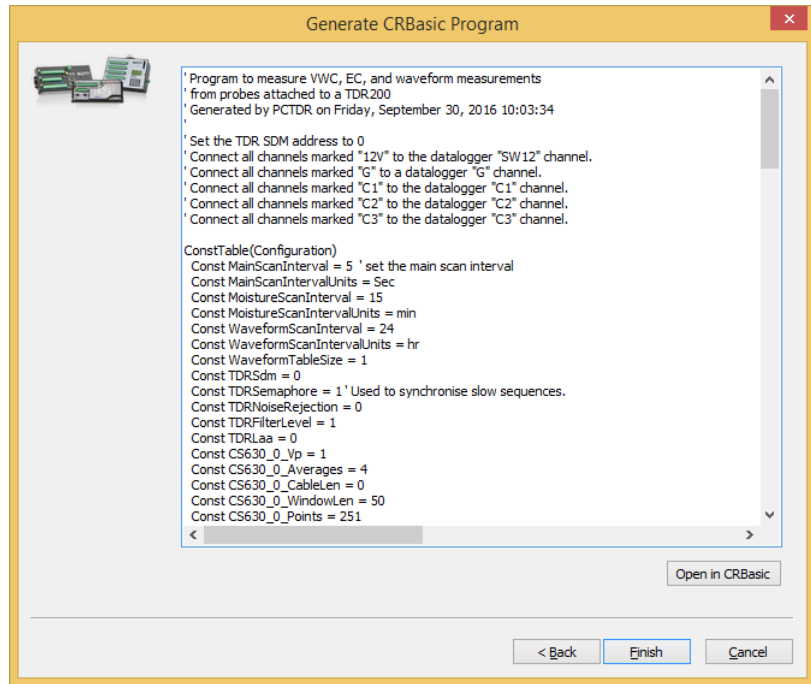 Generate CRBasic Program
' Program to measure VWC, EC, and waveform measurements
' from probes attached to a TDR200
' Generated by PCTDR on Friday, September 30, 2016 10:03:34
'
' Set the TDR SDM address to 0
' Connect all channels marked "12V" to the datalogger "SW12" channel.
' Connect all channels marked "G" to a datalogger "G" channel.
' Connect all channels marked "C1" to the datalogger "C1" channel.
' Connect all channels marked "C2" to the datalogger "C2" channel.
' Connect all channels marked "C3" to the datalogger "C3" channel.
ConstTable(Configuration)
Const MainScanInterval = 5 ' set the main scan interval
Const MainScanIntervalUnits = Sec
Const MoistureScanInterval = 15
Const MoistureScanIntervalUnits = min
Const WaveformScanInterval = 24
Const WaveformScanIntervalUnits = hr
Const WaveformTableSize = 1
Const TDRSdm = 0
Const TDRSemaphore = 1 ' Used to synchronise slow sequences.
Const TDRNoiseRejection = 0
Const TDRFilterLevel = 1
Const TDRLaa = 0
Const CS630_0_Vp = 1
Const CS630_0_Averages = 4
Const CS630_0_CableLen = 0
Const CS630_0_WindowLen = 50
Const CS630_0_Points = 251
Open in CRBasic
< Back
Finish
Cancel